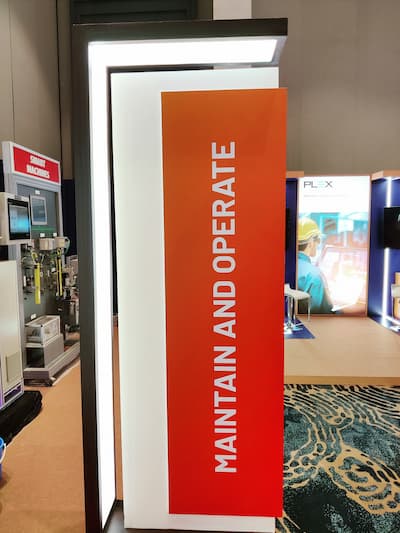 SMART
MACHINES
PLEX
MAINTAIN AND OPERATE